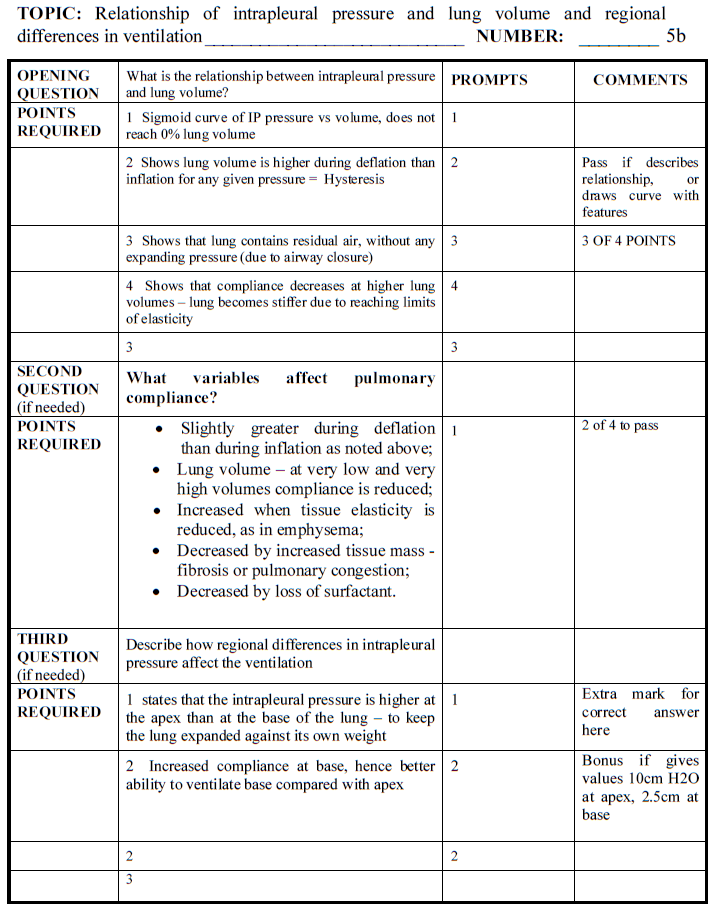 TOPIC: Relationship of intrapleural pressure and lung volume and regional
differences in ventilation NUMBER: 5b
OPENING
QUESTION
What is the relationship between intrapleural pressure
and lung volume?
PROMPTS
COMMENTS
POINTS
REQUIRED
1 Sigmoid curve of IP pressure vs volume, does not
reach 0% lung volume
1
2 Shows lung volume is higher during deflation than
inflation for any given pressure = Hysteresis
2
Pass if describes
relationship, or
draws curve with
features
3 Shows that lung contains residual air, without any
expanding pressure (due to airway closure)
3
3 OF 4 POINTS
4 Shows that compliance decreases at higher lung
volumes – lung becomes stiffer due to reaching limits
of elasticity
4
3
3
SECOND
QUESTION
(if needed)
What variables affect pulmonary
compliance?
POINTS
REQUIRED
• Slightly greater during deflation
than during inflation as noted above;
• Lung volume – at very low and very
high volumes compliance is reduced;
• Increased when tissue elasticity is
reduced, as in emphysema;
• Decreased by increased tissue mass -
fibrosis or pulmonary congestion;
• Decreased by loss of surfactant.
1
2 of 4 to pass
THIRD
QUESTION
(if needed)
Describe how regional differences in intrapleural
pressure affect the ventilation
POINTS
REQUIRED
1 states that the intrapleural pressure is higher at
the apex than at the base of the lung – to keep
the lung expanded against its own weight
1
Extra mark for
correct answer
here
2 Increased compliance at base, hence better
ability to ventilate base compared with apex
2
Bonus if gives
values 10cm H2O
at apex, 2.5cm at
base
2
2
3